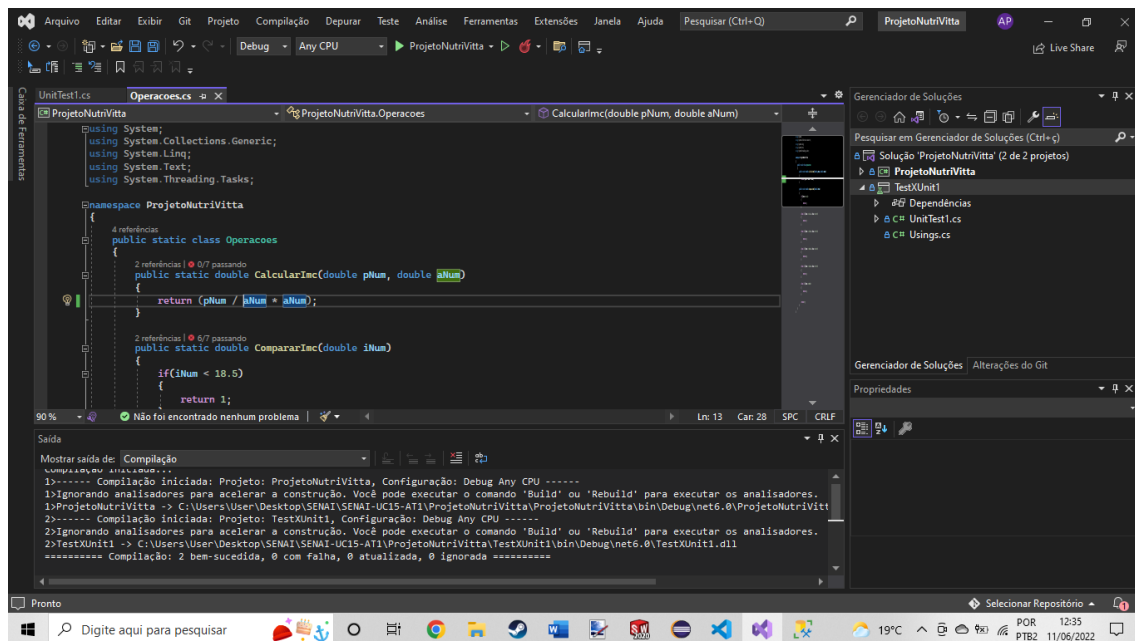 Arquivo Editar Exibir Git Projeto Compilação Depurar Teste Análise Ferramentas Extensões Janela Ajuda Pesquisar (Ctrl+Q) ProjetoNutriVitta AP
Debug Any CPU ProjetoNutriVitta Live Share
Caixa de Ferramentas
UnitTest1.cs Operacoes.cs
ProjetoNutriVitta ProjetoNutriVitta.Operacoes CalcularImc(double pNum, double aNum)
using System;
using System.Collections.Generic;
using System.Linq;
using System.Text;
using System.Threading.Tasks;
namespace ProjetoNutriVitta
{
4 referências
public static class Operacoes
{
2 referências | 0/7 passando
public static double CalcularImc(double pNum, double aNum)
{
return (pNum / aNum * aNum);
}
2 referências | 6/7 passando
public static double CompararImc(double iNum)
{
if(iNum < 18.5)
{
return 1;
90 % Não foi encontrado nenhum problema Ln: 13 Car: 28 SPC CRLF
Saída
Mostrar saída de: Compilação
Compilação iniciada...
1>------ Compilação iniciada: Projeto: ProjetoNutriVitta, Configuração: Debug Any CPU ------
1>Ignorando analisadores para acelerar a construção. Você pode executar o comando 'Build' ou 'Rebuild' para executar os analisadores.
1>ProjetoNutriVitta -> C:\Users\User\Desktop\SENAI\SENAI-UC15-AT1\ProjetoNutriVitta\ProjetoNutriVitta\bin\Debug\net6.0\ProjetoNutriVitt
2>------ Compilação iniciada: Projeto: TestXUnit1, Configuração: Debug Any CPU ------
2>Ignorando analisadores para acelerar a construção. Você pode executar o comando 'Build' ou 'Rebuild' para executar os analisadores.
2>TestXUnit1 -> C:\Users\User\Desktop\SENAI\SENAI-UC15-AT1\ProjetoNutriVitta\TestXUnit1\bin\Debug\net6.0\TestXUnit1.dll
========== Compilação: 2 bem-sucedida, 0 com falha, 0 atualizada, 0 ignorada ==========
Gerenciador de Soluções
Pesquisar em Gerenciador de Soluções (Ctrl+ç)
Solução 'ProjetoNutriVitta' (2 de 2 projetos)
C# ProjetoNutriVitta
TestXUnit1
Dependências
C# UnitTest1.cs
C# Usings.cs
Gerenciador de Soluções Alterações do Git
Propriedades
Pronto Selecionar Repositório 1
Digite aqui para pesquisar 19°C POR PTB2 12:35 11/06/2022